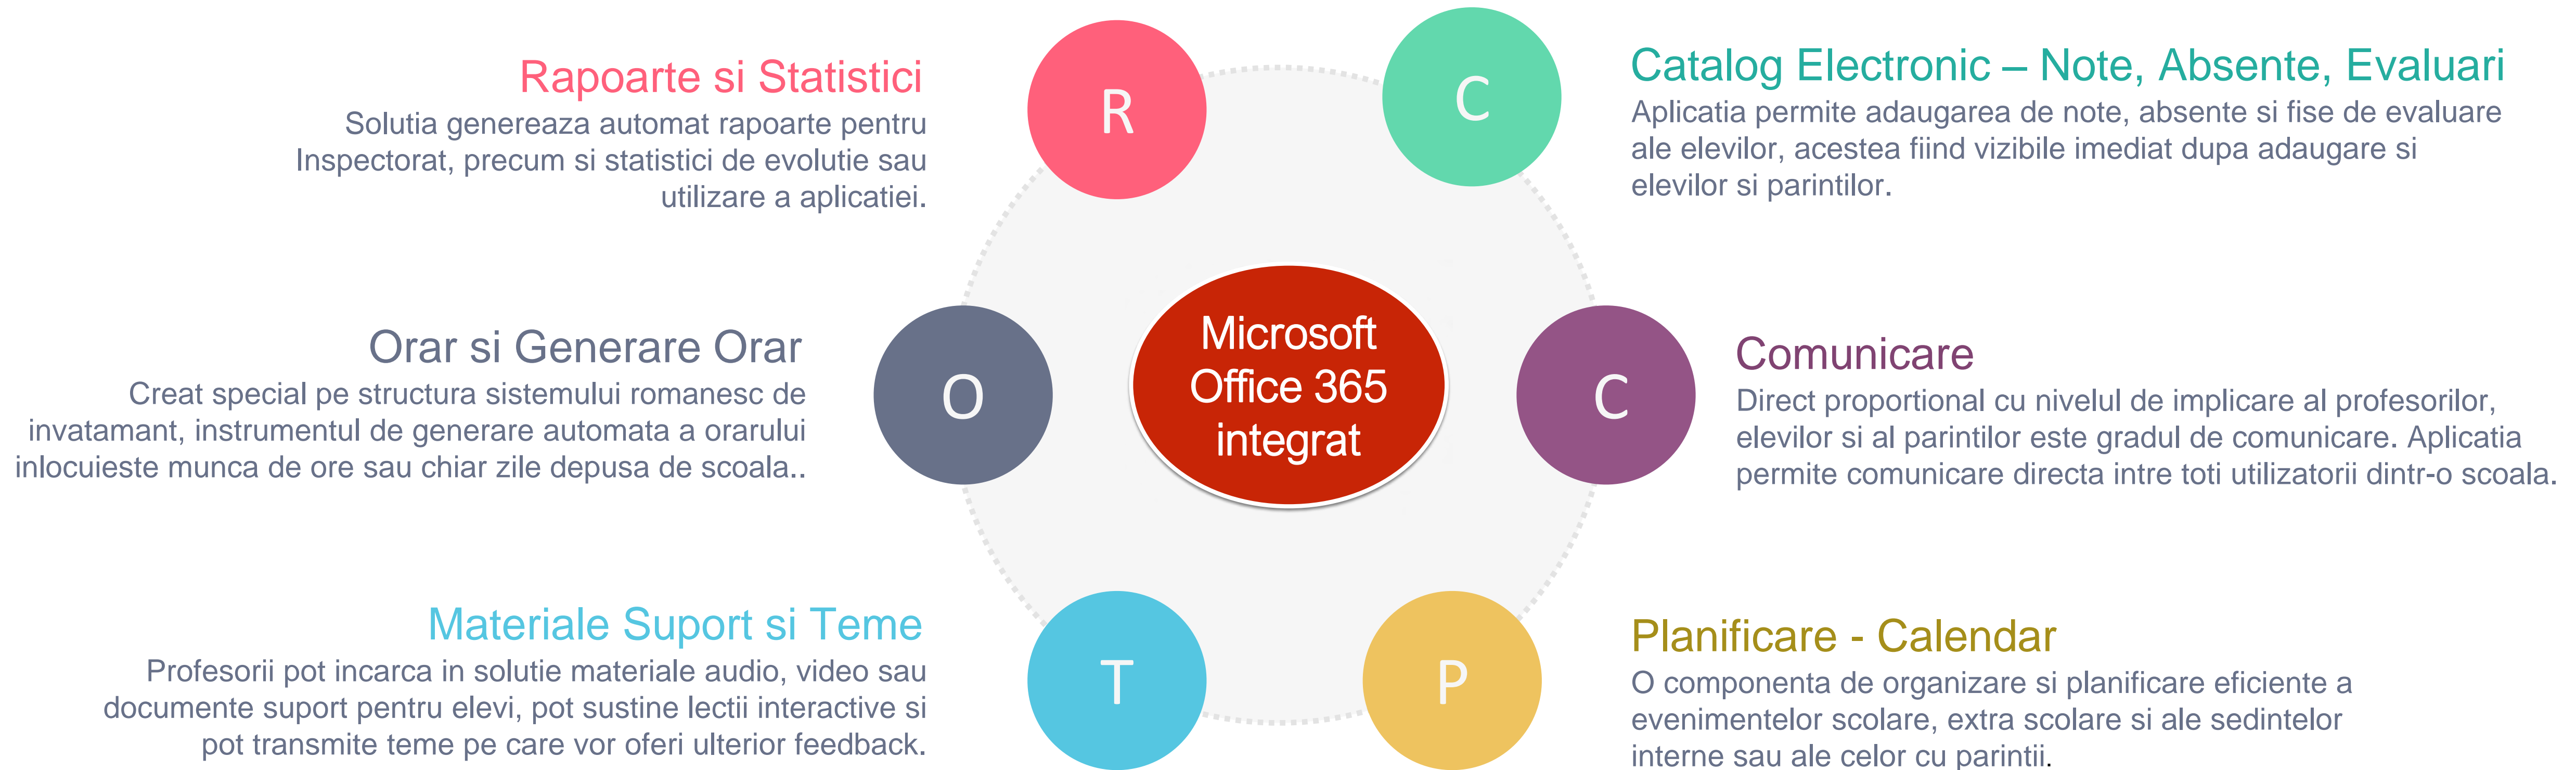 R
Rapoarte si Statistici
Solutia genereaza automat rapoarte pentru
Inspectorat, precum si statistici de evolutie sau
utilizare a aplicatiei.
C
Catalog Electronic – Note, Absente, Evaluari
Aplicatia permite adaugarea de note, absente si fise de evaluare
ale elevilor, acestea fiind vizibile imediat dupa adaugare si
elevilor si parintilor.
O
Orar si Generare Orar
Creat special pe structura sistemului romanesc de
invatamant, instrumentul de generare automata a orarului
inlocuieste munca de ore sau chiar zile depusa de scoala..
Microsoft
Office 365
integrat
C
Comunicare
Direct proportional cu nivelul de implicare al profesorilor,
elevilor si al parintilor este gradul de comunicare. Aplicatia
permite comunicare directa intre toti utilizatorii dintr-o scoala.
T
Materiale Suport si Teme
Profesorii pot incarca in solutie materiale audio, video sau
documente suport pentru elevi, pot sustine lectii interactive si
pot transmite teme pe care vor oferi ulterior feedback.
P
Planificare - Calendar
O componenta de organizare si planificare eficiente a
evenimentelor scolare, extra scolare si ale sedintelor
interne sau ale celor cu parintii.